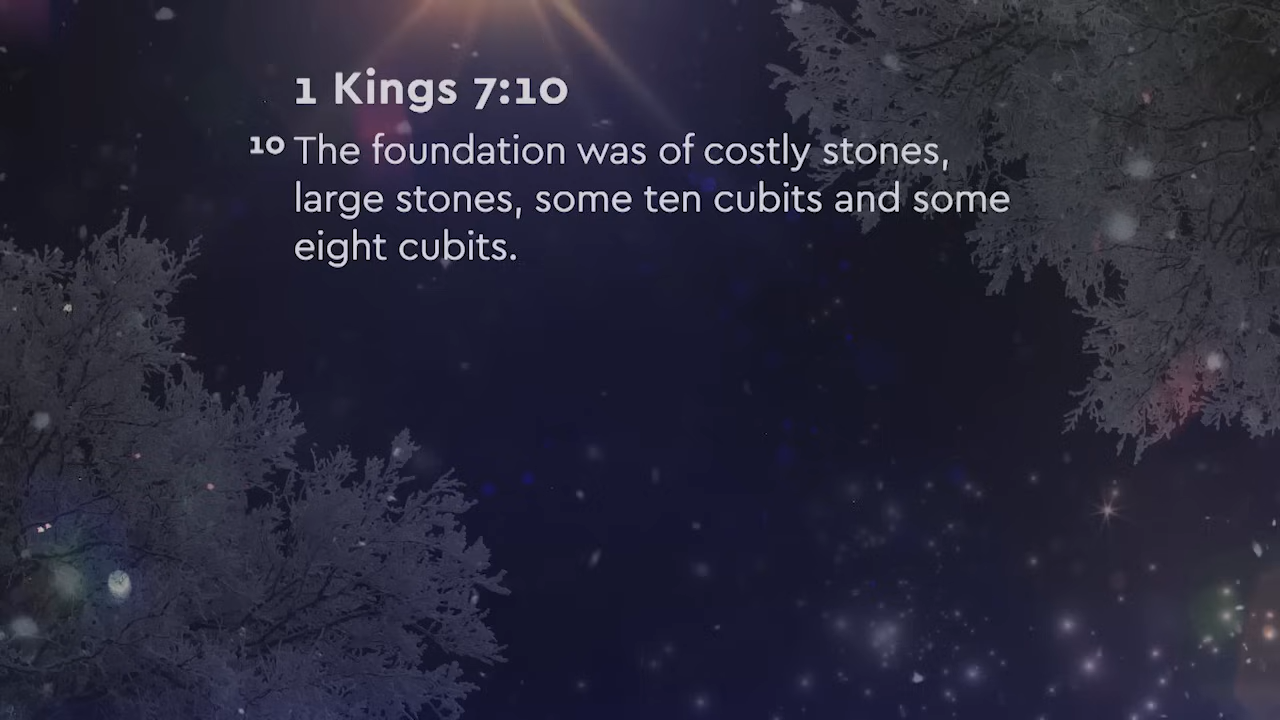 1 Kings 7:10
10 The foundation was of costly stones,
large stones, some ten cubits and some
eight cubits.